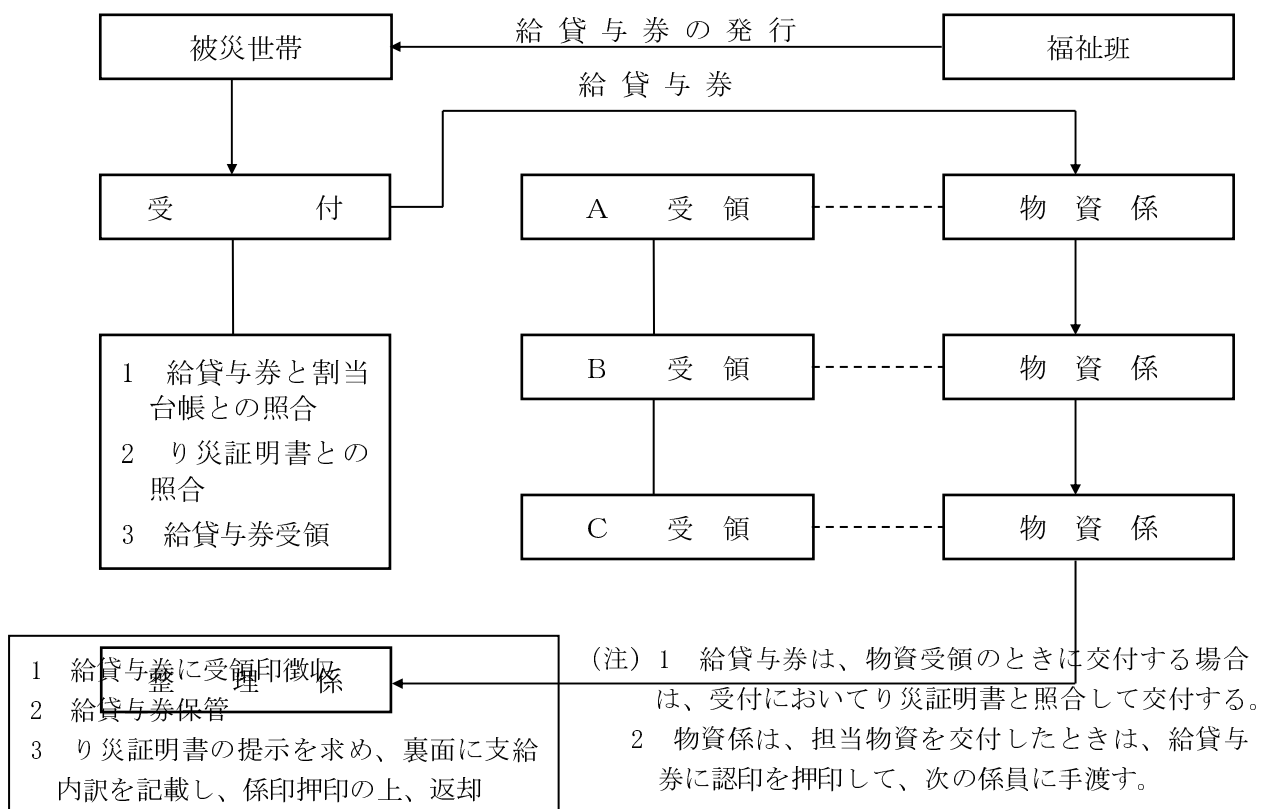 被災世帯
給貸与券の発行
福祉班
給貸与券
受　　付
A　受領
物資係
1　給貸与券と割当
台帳との照合
2　り災証明書との
照合
3　給貸与券受領
B　受領
物資係
C　受領
物資係
整理係
1　給貸与券に受領印徴収
2　給貸与券保管
3　り災証明書の提示を求め、裏面に支給
内訳を記載し、係印押印の上、返却
（注）1　給貸与券は、物資受領のときに交付する場合
は、受付においてり災証明書と照合して交付する。
2　物資係は、担当物資を交付したときは、給貸与
券に認印を押印して、次の係員に手渡す。